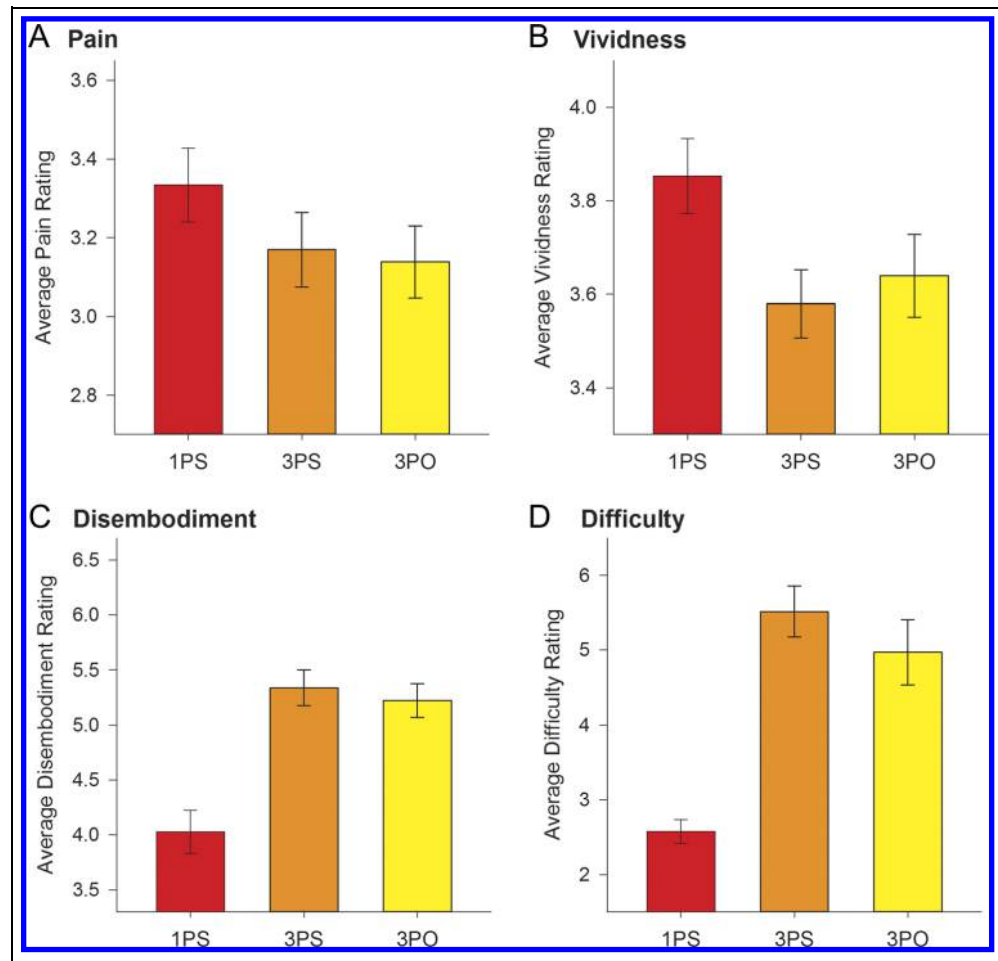 A Pain
Average Pain Rating
3.6
3.4
3.2
3.0
2.8
1PS 3PS 3PO
B Vividness
Average Vividness Rating
4.0
3.8
3.6
3.4
1PS 3PS 3PO
C Disembodiment
Average Disembodiment Rating
6.5
6.0
5.5
5.0
4.5
4.0
3.5
1PS 3PS 3PO
D Difficulty
Average Difficulty Rating
6
5
4
3
2
1PS 3PS 3PO